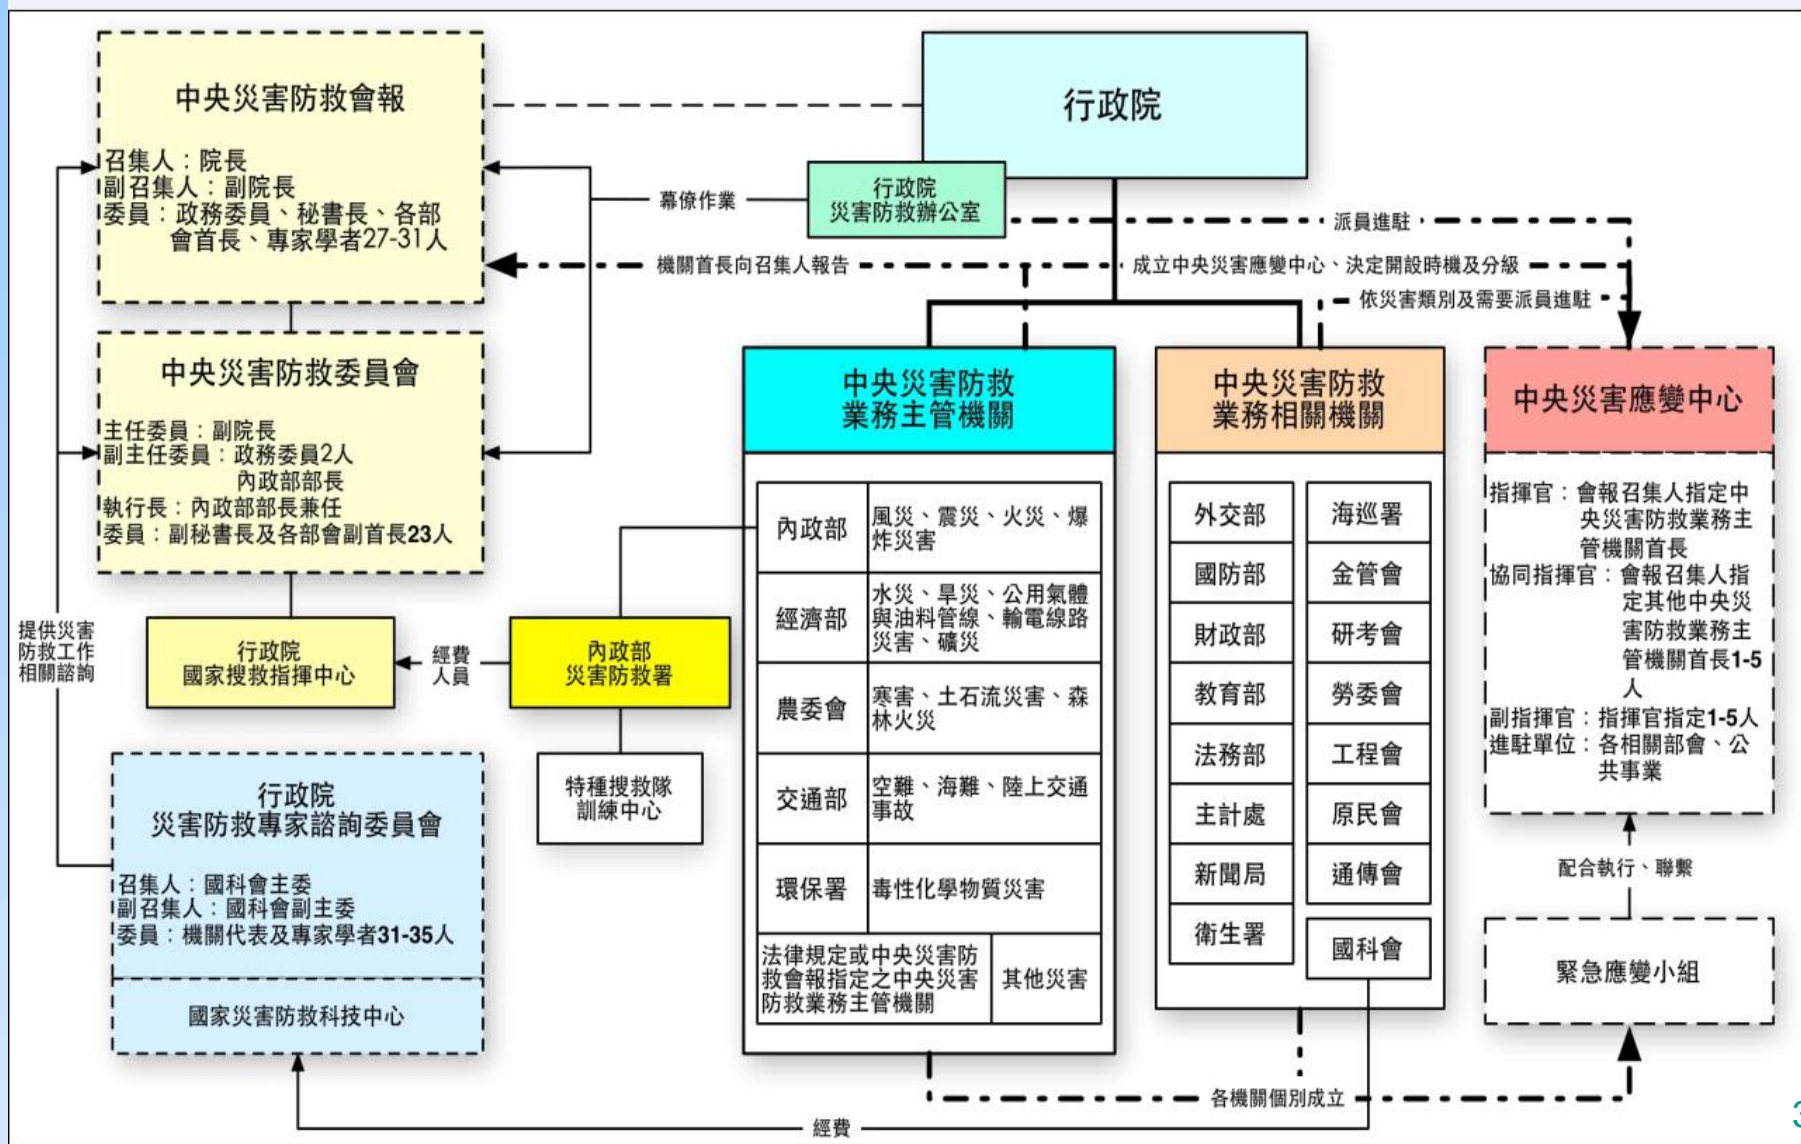 中央災害防救會報
召集人：院長
副召集人：副院長
委員：政務委員、秘書長、各部
會首長、專家學者27-31人
行政院
行政院
災害防救辦公室
幕僚作業
派員進駐
機關首長向召集人報告
成立中央災害應變中心、決定開設時機及分級
依災害類別及需要派員進駐
中央災害防救委員會
主任委員：副院長
副主任委員：政務委員2人
內政部部長
執行長：內政部部長兼任
委員：副秘書長及各部會副首長23人
提供災害
防救工作
相關諮詢
行政院
國家搜救指揮中心
經費
人員
內政部
災害防救署
特種搜救隊
訓練中心
行政院
災害防救專家諮詢委員會
召集人：國科會主委
副召集人：國科會副主委
委員：機關代表及專家學者31-35人
國家災害防救科技中心
中央災害防救
業務主管機關
內政部
風災、震災、火災、爆
炸災害
經濟部
水災、旱災、公用氣體
與油料管線、輸電線路
災害、礦災
農委會
寒害、土石流災害、森
林火災
交通部
空難、海難、陸上交通
事故
環保署
毒性化學物質災害
法律規定或中央災害防
救會報指定之中央災害
防救業務主管機關
其他災害
中央災害防救
業務相關機關
外交部
國防部
財政部
教育部
法務部
主計處
新聞局
衛生署
海巡署
金管會
研考會
勞委會
工程會
原民會
通傳會
國科會
中央災害應變中心
指揮官：會報召集人指定中
央災害防救業務主
管機關首長
協同指揮官：會報召集人指
定其他中央災
害防救業務主
管機關首長1-5
人
副指揮官：指揮官指定1-5人
進駐單位：各相關部會、公
共事業
配合執行、聯繫
緊急應變小組
各機關個別成立
經費
3